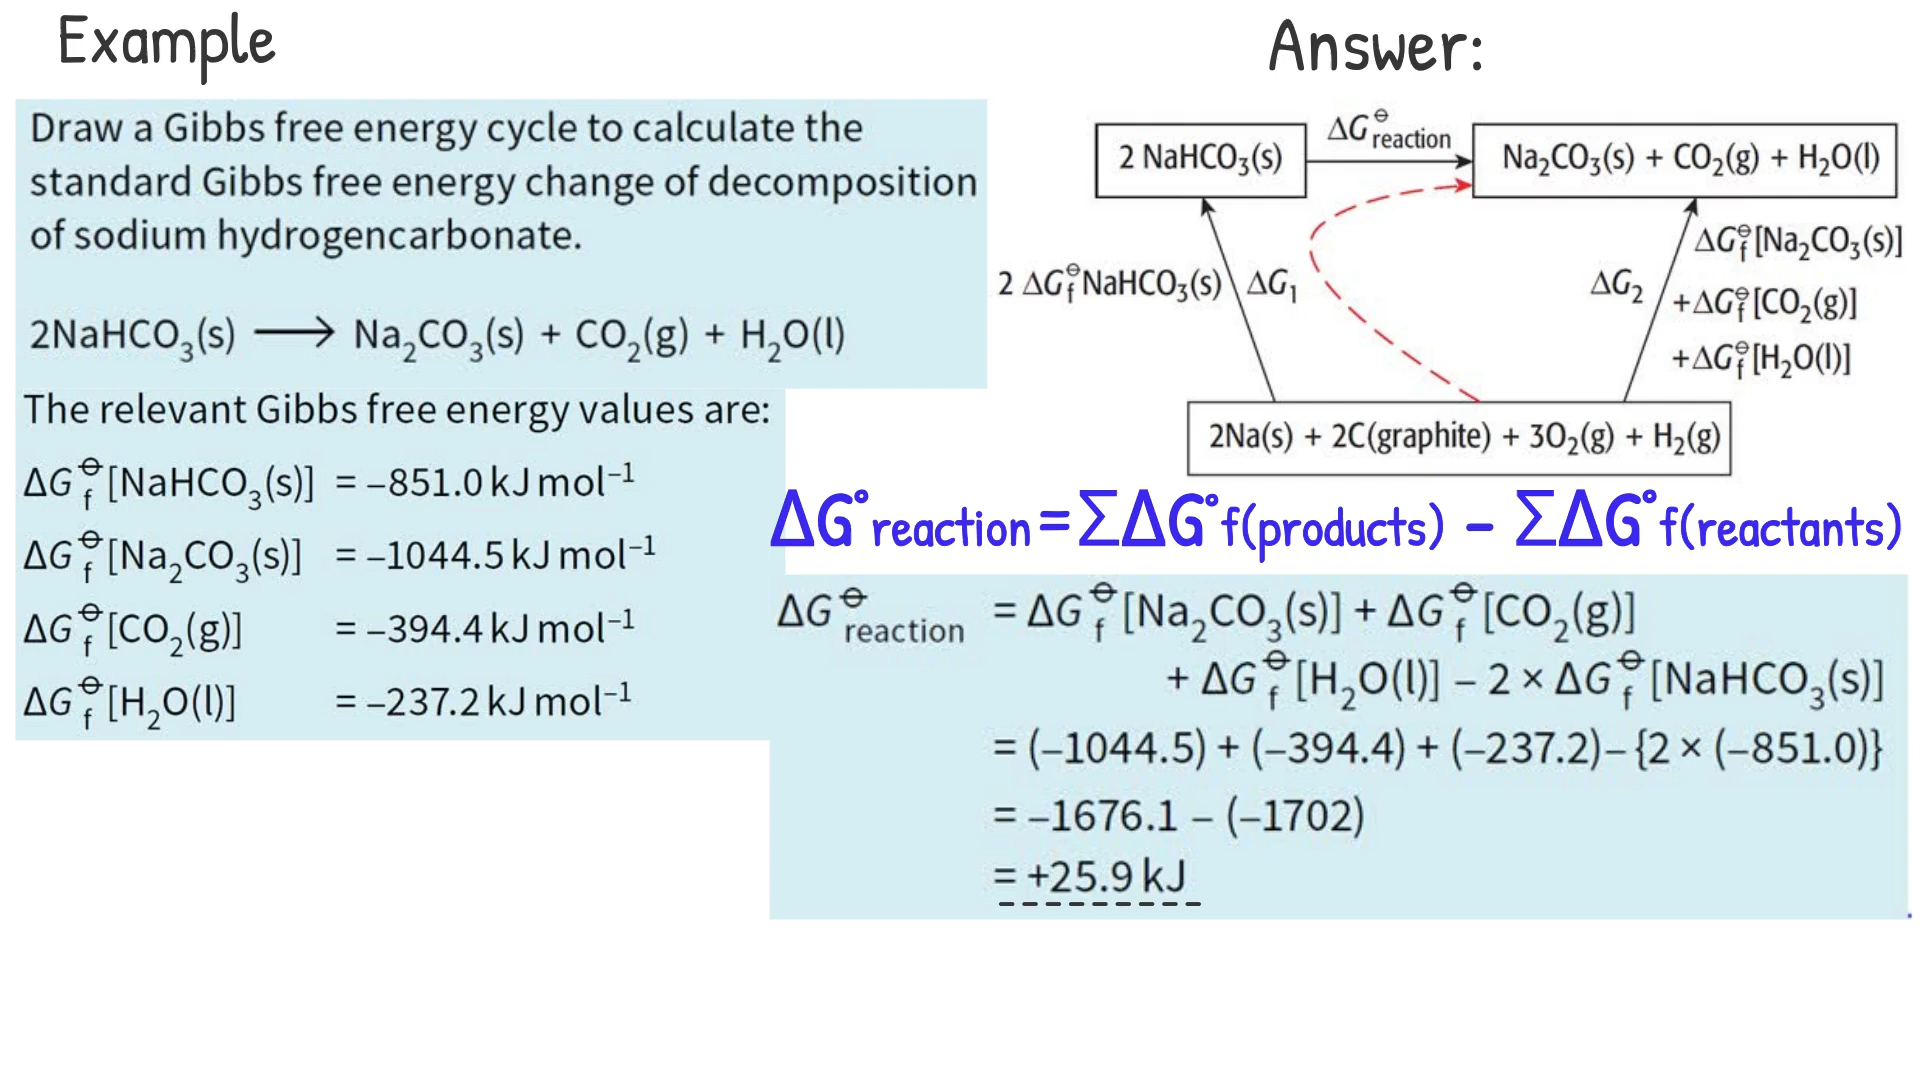 Example
Draw a Gibbs free energy cycle to calculate the
standard Gibbs free energy change of decomposition
of sodium hydrogencarbonate.
2NaHCO₃(s) ⟶ Na₂CO₃(s) + CO₂(g) + H₂O(l)
The relevant Gibbs free energy values are:
ΔG⦵f [NaHCO₃(s)] = –851.0 kJ mol⁻¹
ΔG⦵f [Na₂CO₃(s)] = –1044.5 kJ mol⁻¹
ΔG⦵f [CO₂(g)] = –394.4 kJ mol⁻¹
ΔG⦵f [H₂O(l)] = –237.2 kJ mol⁻¹
Answer:
2 NaHCO₃(s)
ΔG⦵reaction
Na₂CO₃(s) + CO₂(g) + H₂O(l)
2 ΔG⦵f NaHCO₃(s)
ΔG₁
ΔG₂
ΔG⦵f [Na₂CO₃(s)]
+ΔG⦵f [CO₂(g)]
+ΔG⦵f [H₂O(l)]
2Na(s) + 2C(graphite) + 3O₂(g) + H₂(g)
ΔG°reaction = ΣΔG°f(products) – ΣΔG°f(reactants)
ΔG⦵reaction = ΔG⦵f [Na₂CO₃(s)] + ΔG⦵f [CO₂(g)]
+ ΔG⦵f [H₂O(l)] – 2 × ΔG⦵f [NaHCO₃(s)]
= (–1044.5) + (–394.4) + (–237.2) – {2 × (–851.0)}
= –1676.1 – (–1702)
= +25.9 kJ